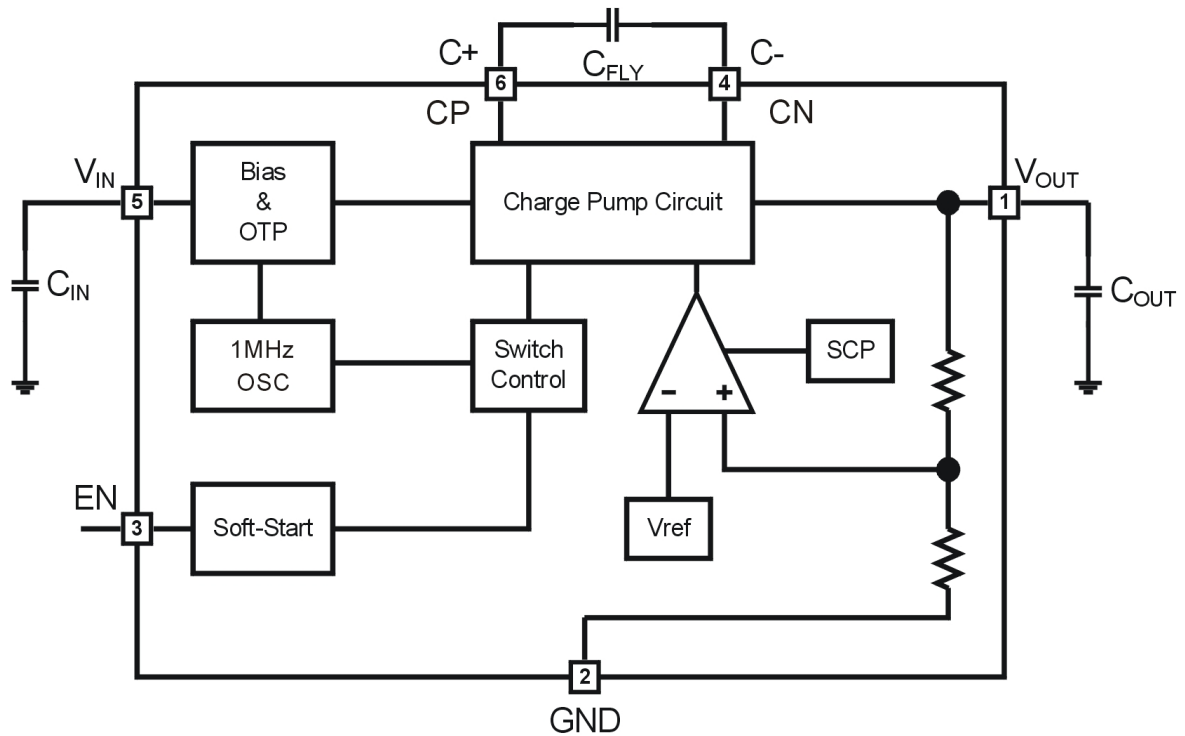 C+
C-
CFLY
6
4
CP
CN
VIN
Bias
&
OTP
Charge Pump Circuit
VOUT
5
1
CIN
COUT
1MHz
OSC
Switch
Control
SCP
−
+
EN
3
Soft-Start
Vref
2
GND